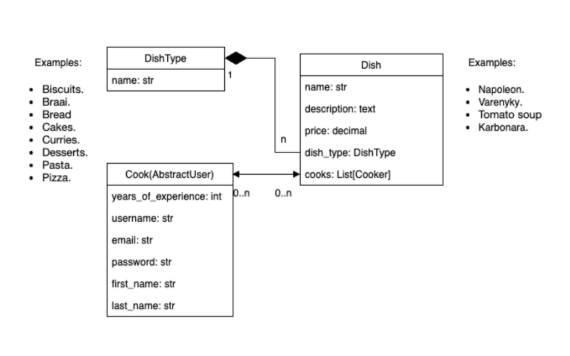 Examples:
• Biscuits.
• Braai.
• Bread
• Cakes.
• Curries.
• Desserts.
• Pasta.
• Pizza.
DishType
name: str
1
n
Dish
name: str
description: text
price: decimal
dish_type: DishType
cooks: List[Cooker]
Examples:
• Napoleon.
• Varenyky.
• Tomato soup
• Karbonara.
Cook(AbstractUser)
years_of_experience: int
username: str
email: str
password: str
first_name: str
last_name: str
0..n
0..n